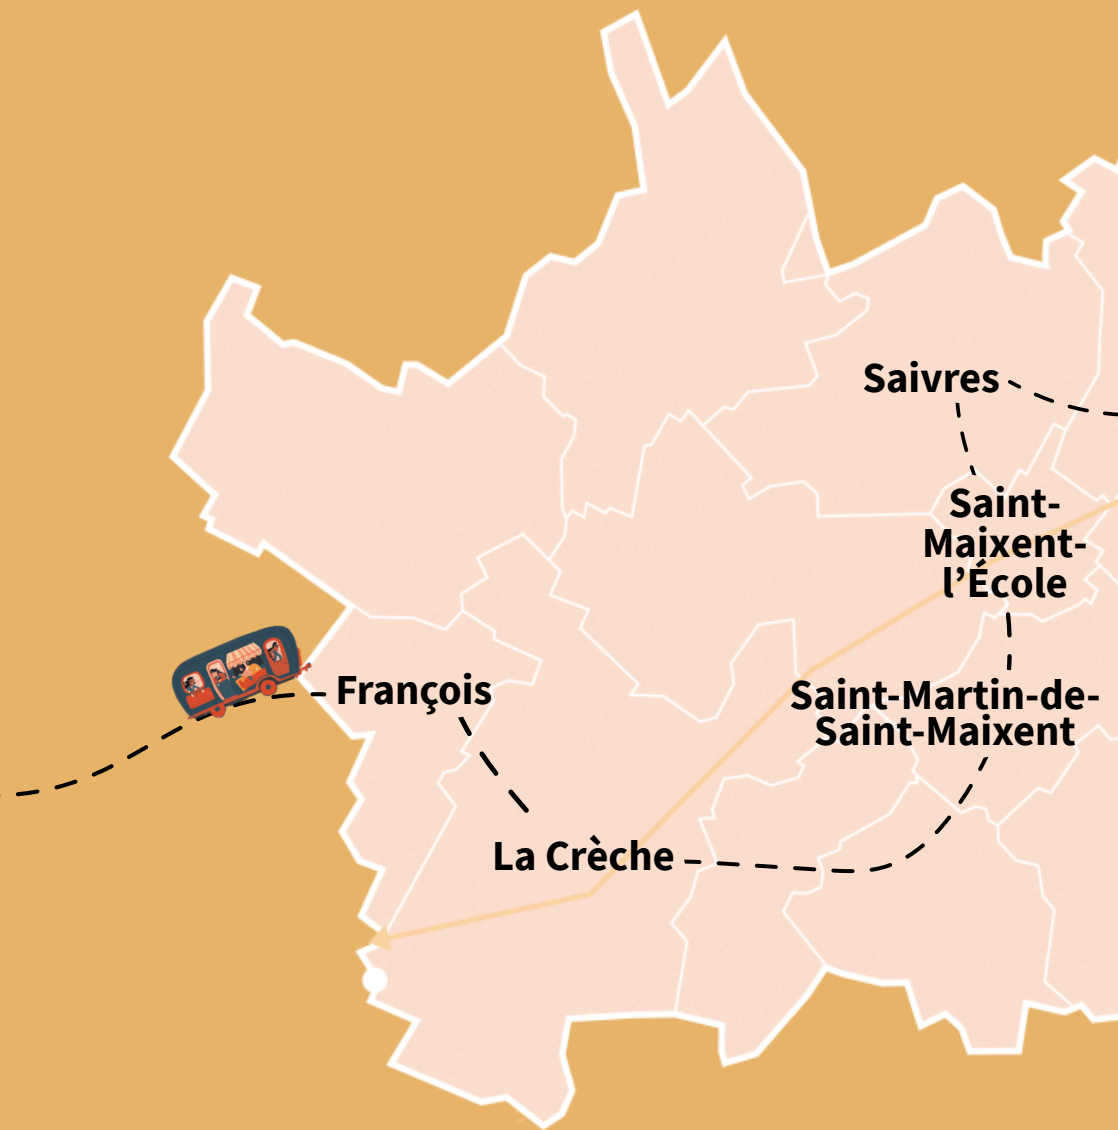 Saivres
Saint-
Maixent-
l’École
François
Saint-Martin-de-
Saint-Maixent
La Crèche